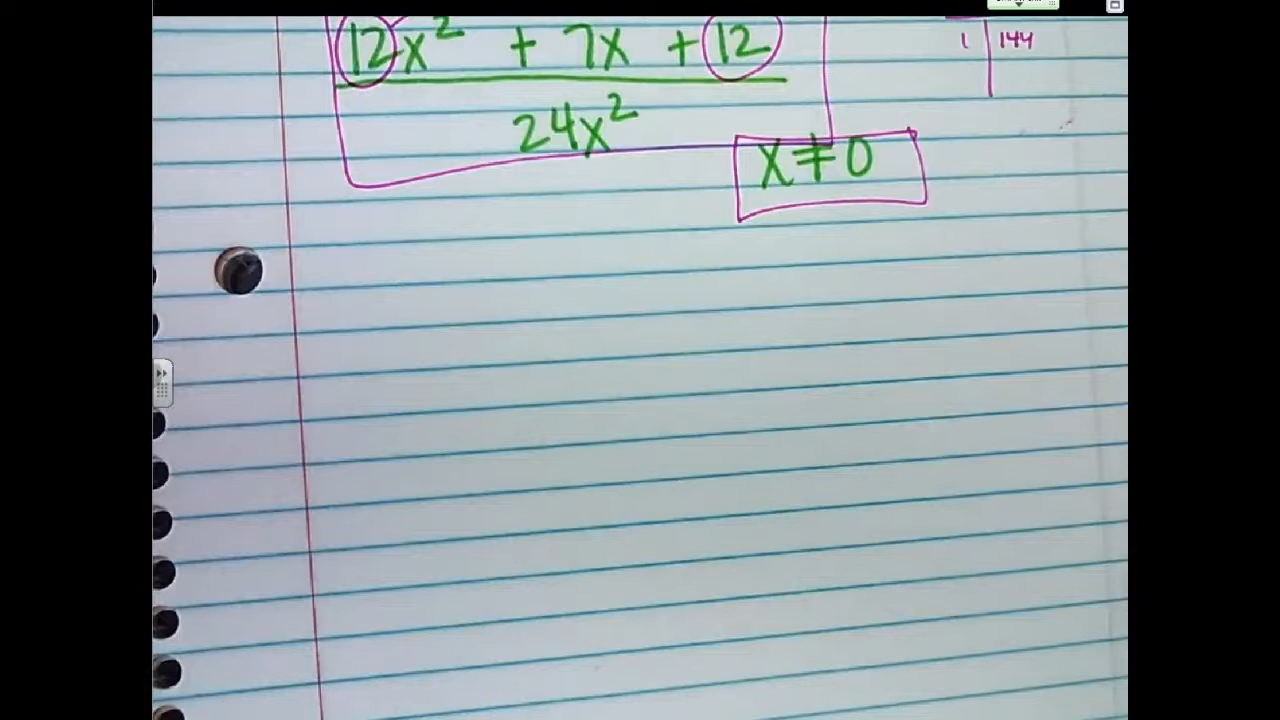 12x² + 7x + 12
24x²
x ≠ 0
1 | 144